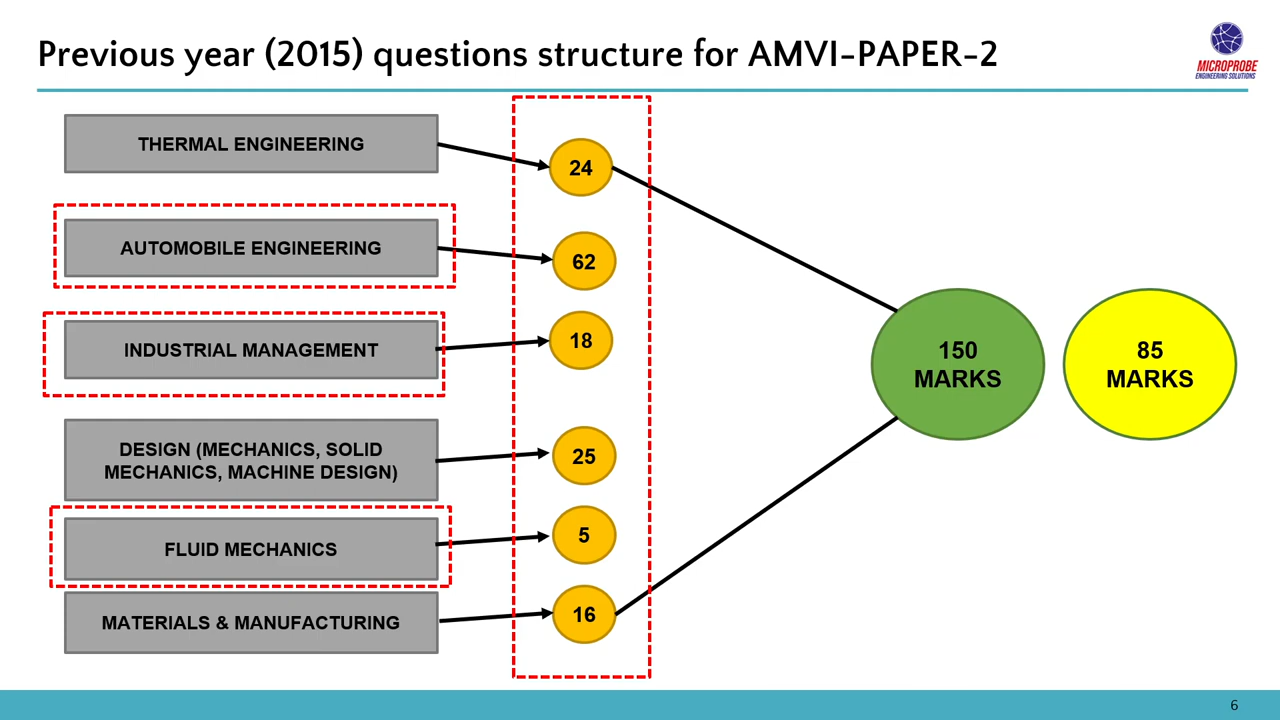 Previous year (2015) questions structure for AMVI-PAPER-2
MICROPROBE
ENGINEERING SOLUTIONS
THERMAL ENGINEERING
24
AUTOMOBILE ENGINEERING
62
INDUSTRIAL MANAGEMENT
18
DESIGN (MECHANICS, SOLID
MECHANICS, MACHINE DESIGN)
25
FLUID MECHANICS
5
MATERIALS & MANUFACTURING
16
150
MARKS
85
MARKS
6